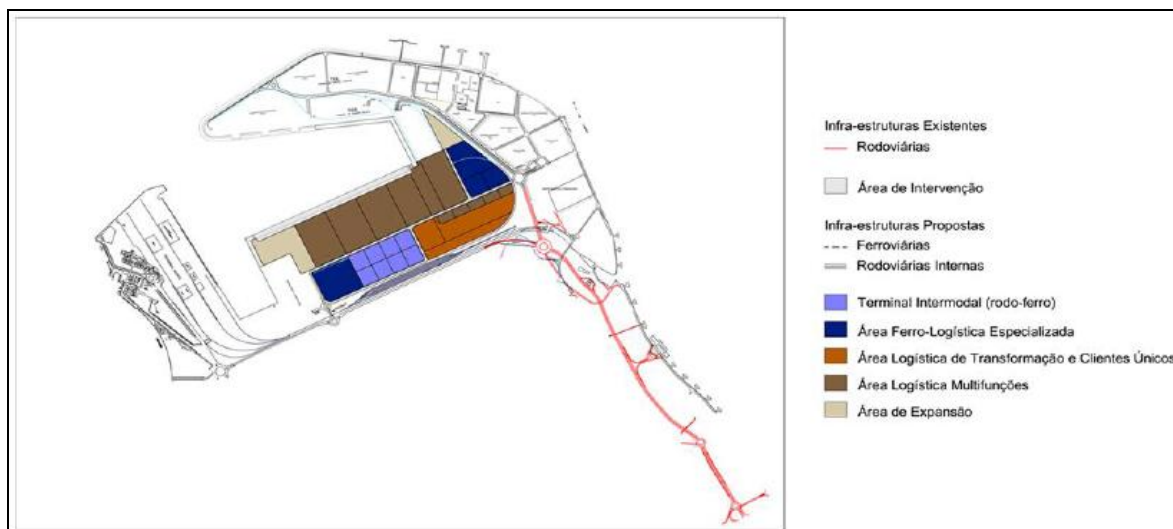 Infra-estruturas Existentes
Rodoviárias
Área de Intervenção
Infra-estruturas Propostas
Ferroviárias
Rodoviárias Internas
Terminal Intermodal (rodo-ferro)
Área Ferro-Logística Especializada
Área Logística de Transformação e Clientes Únicos
Área Logística Multifunções
Área de Expansão